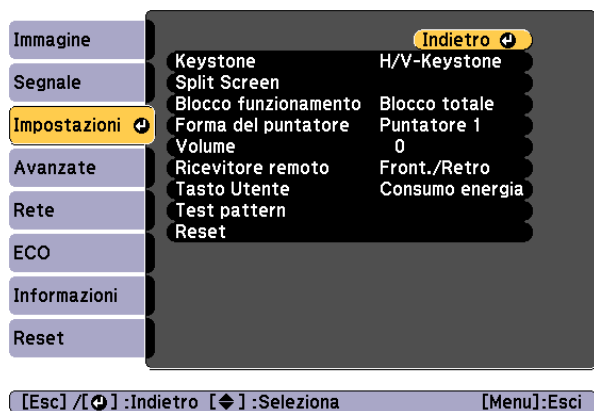 Immagine
Segnale
Impostazioni
Avanzate
Rete
ECO
Informazioni
Reset
Indietro
Keystone H/V-Keystone
Split Screen
Blocco funzionamento Blocco totale
Forma del puntatore Puntatore 1
Volume 0
Ricevitore remoto Front./Retro
Tasto Utente Consumo energia
Test pattern
Reset
[Esc] /[ ] :Indietro [ ] :Seleziona [Menu]:Esci